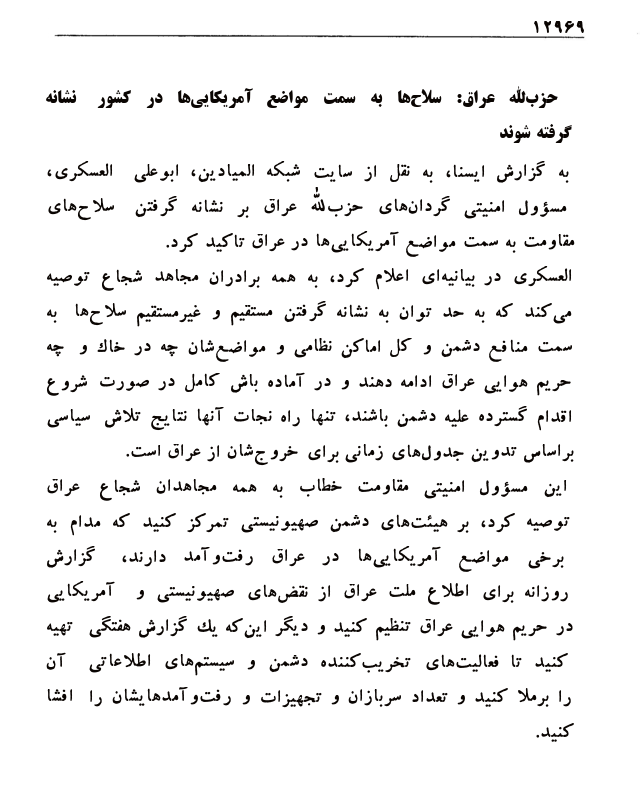 ۱۲۹۶۹
حزب‌الله عراق: سلاح‌ها به سمت مواضع آمریکایی‌ها در کشور نشانه
گرفته شوند
به گزارش ایسنا، به نقل از سایت شبکه المیادین، ابوعلی العسکری،
مسؤول امنیتی گردان‌های حزب‌الله عراق بر نشانه گرفتن سلاح‌های
مقاومت به سمت مواضع آمریکایی‌ها در عراق تاکید کرد.
العسکری در بیانیه‌ای اعلام کرد، به همه برادران مجاهد شجاع توصیه
می‌کند که به حد توان به نشانه گرفتن مستقیم و غیرمستقیم سلاح‌ها به
سمت منافع دشمن و کل اماکن نظامی و مواضع‌شان چه در خاك و چه
حریم هوایی عراق ادامه دهند و در آماده باش کامل در صورت شروع
اقدام گسترده علیه دشمن باشند، تنها راه نجات آنها نتایج تلاش سیاسی
براساس تدوین جدول‌های زمانی برای خروج‌شان از عراق است.
این مسؤول امنیتی مقاومت خطاب به همه مجاهدان شجاع عراق
توصیه کرد، بر هیئت‌های دشمن صهیونیستی تمرکز کنید که مدام به
برخی مواضع آمریکایی‌ها در عراق رفت‌وآمد دارند، گزارش
روزانه برای اطلاع ملت عراق از نقض‌های صهیونیستی و آمریکایی
در حریم هوایی عراق تنظیم کنید و دیگر این‌که یك گزارش هفتگی تهیه
کنید تا فعالیت‌های تخریب‌کننده دشمن و سیستم‌های اطلاعاتی آن
را برملا کنید و تعداد سربازان و تجهیزات و رفت‌وآمدهایشان را افشا
کنید.